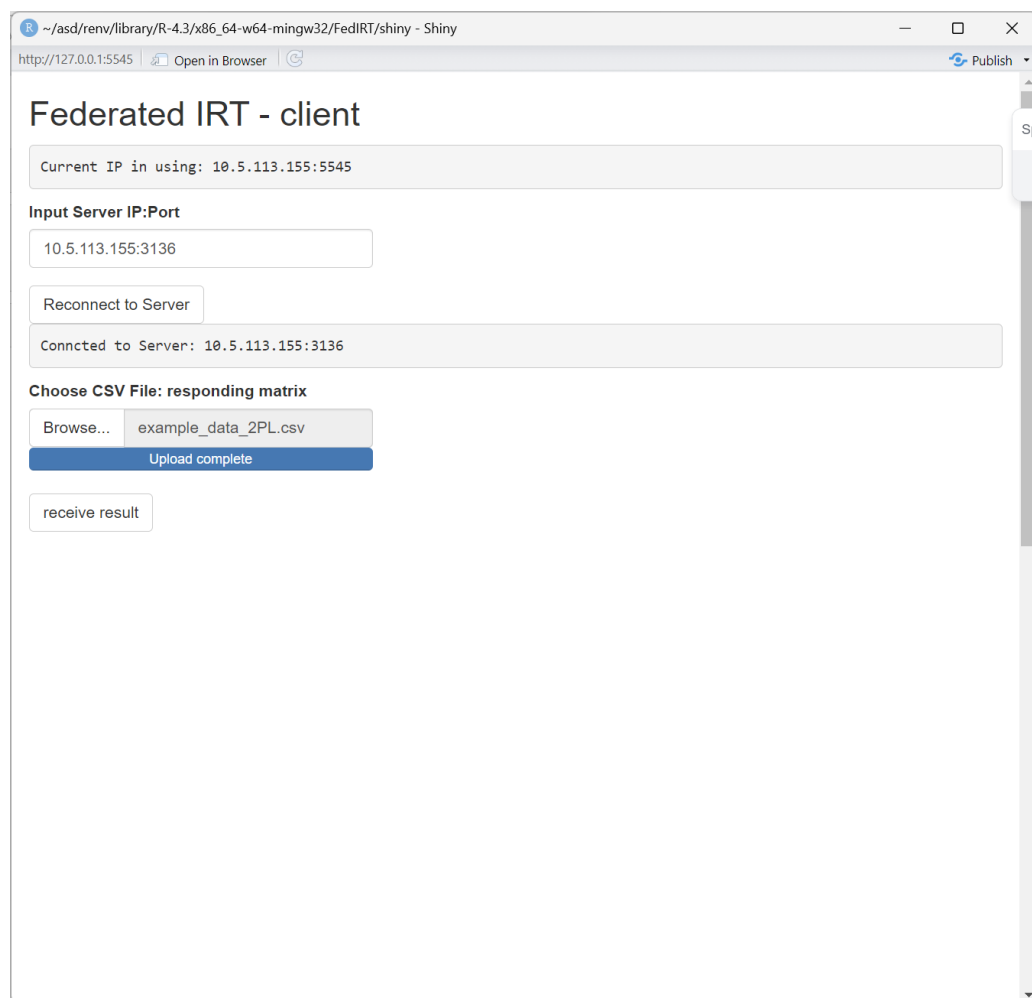 ~/asd/renv/library/R-4.3/x86_64-w64-mingw32/FedIRT/shiny - Shiny
http://127.0.0.1:5545 Open in Browser Publish
Federated IRT - client
Current IP in using: 10.5.113.155:5545
Input Server IP:Port
10.5.113.155:3136
Reconnect to Server
Conncted to Server: 10.5.113.155:3136
Choose CSV File: responding matrix
Browse... example_data_2PL.csv
Upload complete
receive result